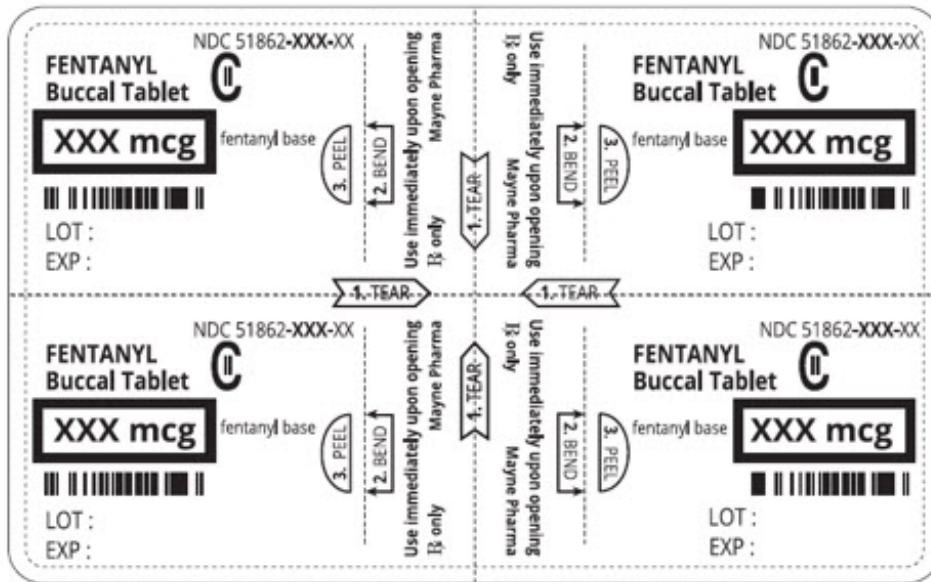 NDC 51862-XXX-XX
FENTANYL
Buccal Tablet
CII
XXX mcg
fentanyl base
LOT :
EXP :
3. PEEL
2. BEND
Use immediately upon opening
℞ only
Mayne Pharma
1. TEAR
Use immediately upon opening
℞ only
Mayne Pharma
2. BEND
3. PEEL
NDC 51862-XXX-XX
FENTANYL
Buccal Tablet
CII
fentanyl base
XXX mcg
LOT :
EXP :
1. TEAR
1. TEAR
NDC 51862-XXX-XX
FENTANYL
Buccal Tablet
CII
XXX mcg
fentanyl base
LOT :
EXP :
3. PEEL
2. BEND
Use immediately upon opening
℞ only
Mayne Pharma
1. TEAR
Use immediately upon opening
℞ only
Mayne Pharma
2. BEND
3. PEEL
NDC 51862-XXX-XX
FENTANYL
Buccal Tablet
CII
fentanyl base
XXX mcg
LOT :
EXP :